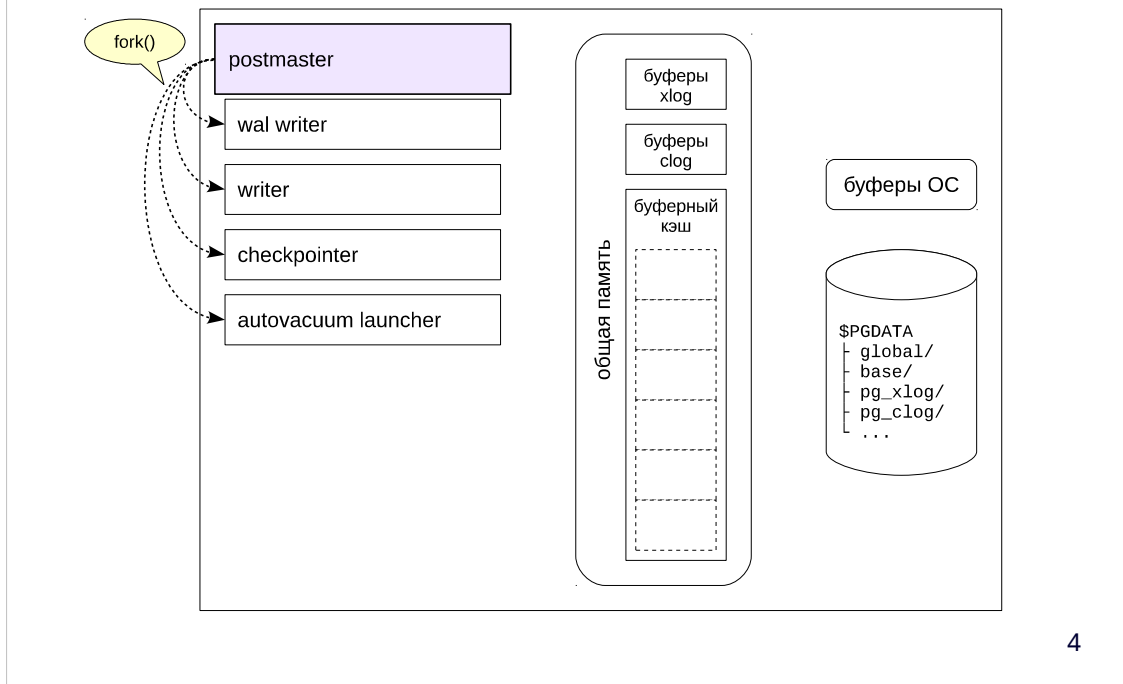 fork()
postmaster
wal writer
writer
checkpointer
autovacuum launcher
общая память
буферы
xlog
буферы
clog
буферный
кэш
буферы ОС
$PGDATA
global/
base/
pg_xlog/
pg_clog/
...
4